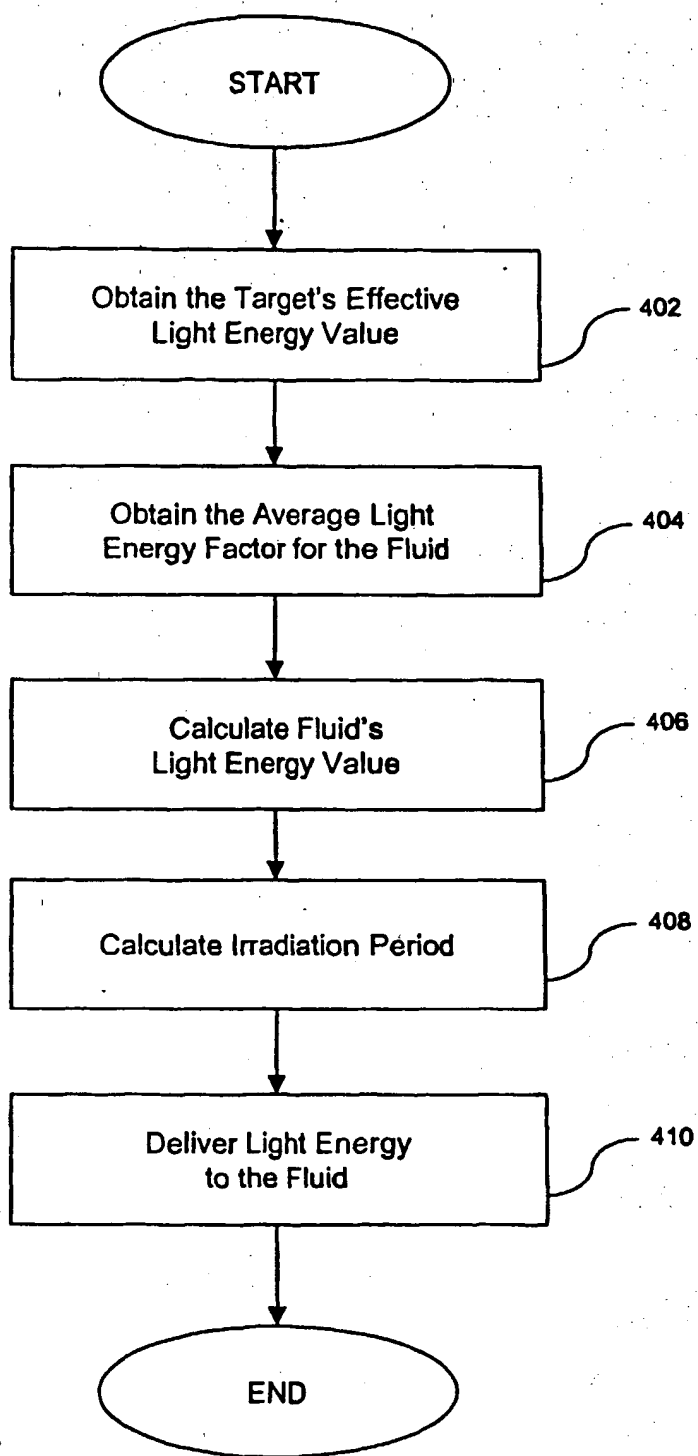 START
Obtain the Target's Effective
Light Energy Value
402
Obtain the Average Light
Energy Factor for the Fluid
404
Calculate Fluid's
Light Energy Value
406
Calculate Irradiation Period
408
Deliver Light Energy
to the Fluid
410
END